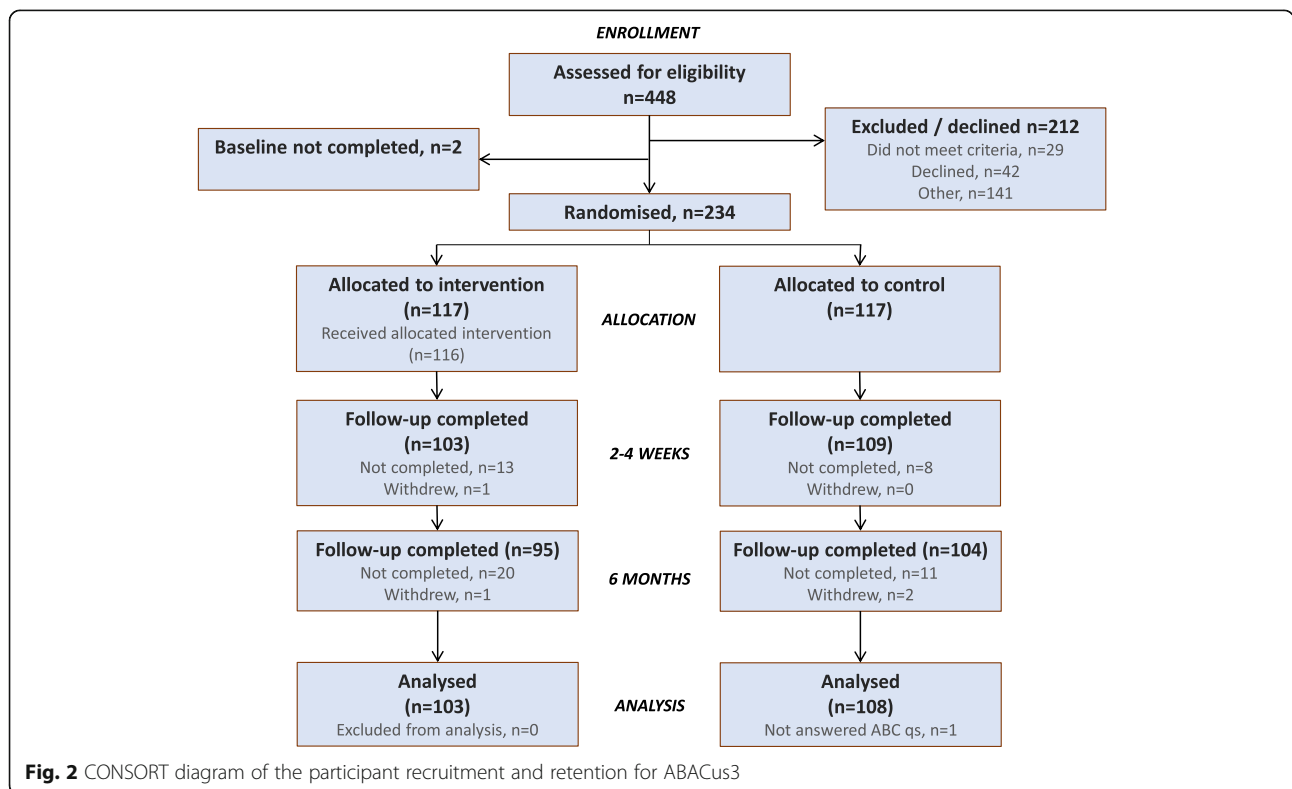 ENROLLMENT
Assessed for eligibility
n=448
Baseline not completed, n=2
Excluded / declined n=212
Did not meet criteria, n=29
Declined, n=42
Other, n=141
Randomised, n=234
Allocated to intervention
(n=117)
Received allocated intervention
(n=116)
ALLOCATION
Allocated to control
(n=117)
Follow-up completed
(n=103)
Not completed, n=13
Withdrew, n=1
2-4 WEEKS
Follow-up completed
(n=109)
Not completed, n=8
Withdrew, n=0
Follow-up completed (n=95)
Not completed, n=20
Withdrew, n=1
6 MONTHS
Follow-up completed (n=104)
Not completed, n=11
Withdrew, n=2
Analysed
(n=103)
Excluded from analysis, n=0
ANALYSIS
Analysed
(n=108)
Not answered ABC qs, n=1
Fig. 2 CONSORT diagram of the participant recruitment and retention for ABACus3